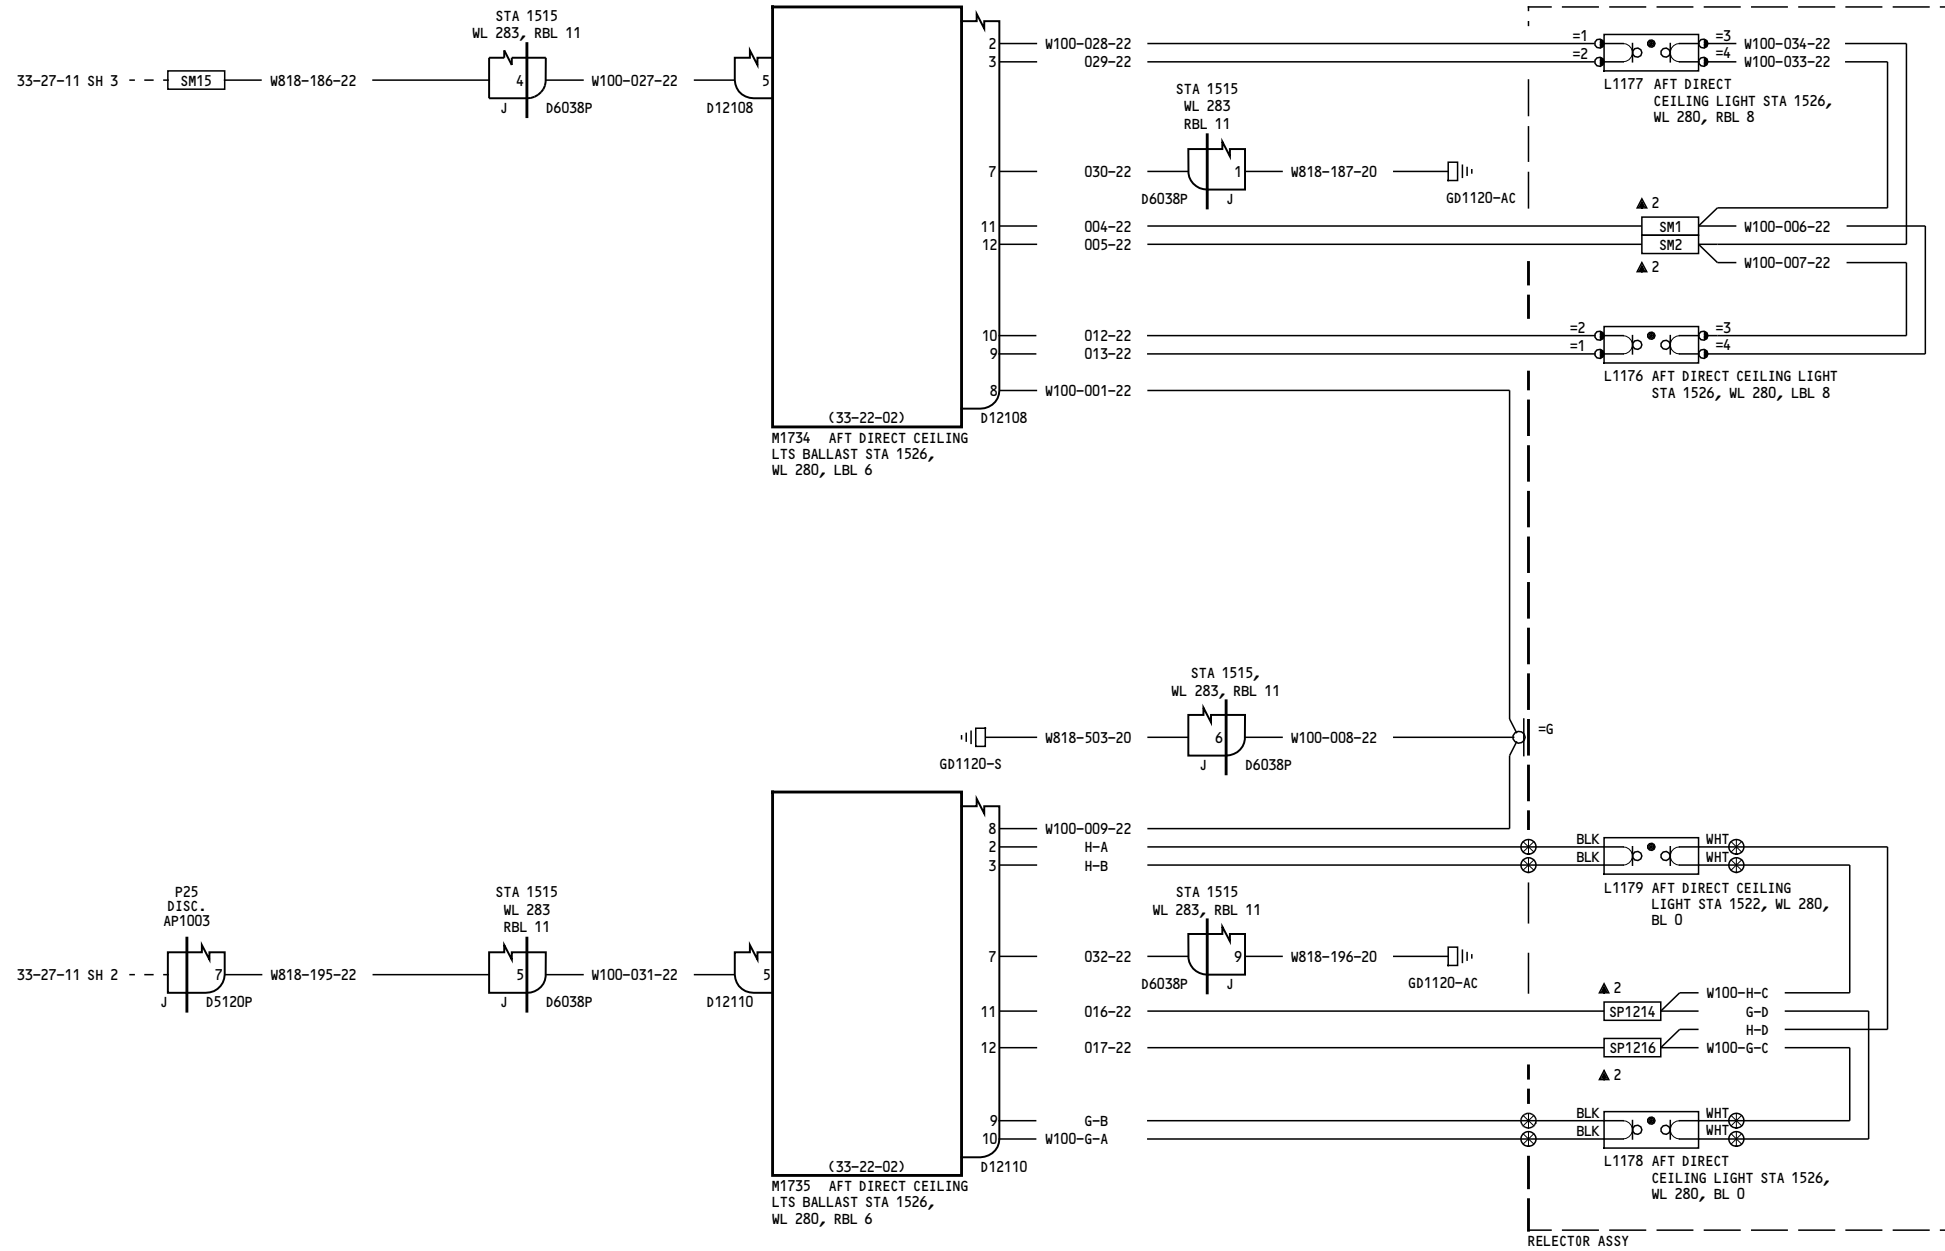 STA 1515
WL 283, RBL 11
33-27-11 SH 3
SM15
W818-186-22
4
J
D6038P
W100-027-22
5
D12108
2
W100-028-22
3
029-22
=1
=2
=3
W100-034-22
=4
W100-033-22
L1177 AFT DIRECT
CEILING LIGHT STA 1526,
WL 280, RBL 8
STA 1515
WL 283
RBL 11
7
030-22
1
W818-187-20
D6038P
J
GD1120-AC
2
11
004-22
SM1
W100-006-22
12
005-22
SM2
W100-007-22
2
10
012-22
=2
=3
9
013-22
=1
=4
L1176 AFT DIRECT CEILING LIGHT
STA 1526, WL 280, LBL 8
8
W100-001-22
(33-22-02)
D12108
M1734 AFT DIRECT CEILING
LTS BALLAST STA 1526,
WL 280, LBL 6
STA 1515,
WL 283, RBL 11
W818-503-20
6
W100-008-22
=G
GD1120-S
J
D6038P
8
W100-009-22
2
H-A
3
H-B
BLK
BLK
WHT
WHT
L1179 AFT DIRECT CEILING
LIGHT STA 1522, WL 280,
BL 0
P25
DISC.
AP1003
STA 1515
WL 283
RBL 11
STA 1515
WL 283, RBL 11
33-27-11 SH 2
7
W818-195-22
5
W100-031-22
5
J
D5120P
J
D6038P
D12110
7
032-22
9
W818-196-20
D6038P
J
GD1120-AC
2
W100-H-C
11
016-22
SP1214
G-D
H-D
12
017-22
SP1216
W100-G-C
2
9
G-B
10
W100-G-A
BLK
BLK
WHT
WHT
L1178 AFT DIRECT
CEILING LIGHT STA 1526,
WL 280, BL 0
(33-22-02)
D12110
M1735 AFT DIRECT CEILING
LTS BALLAST STA 1526,
WL 280, RBL 6
RELECTOR ASSY